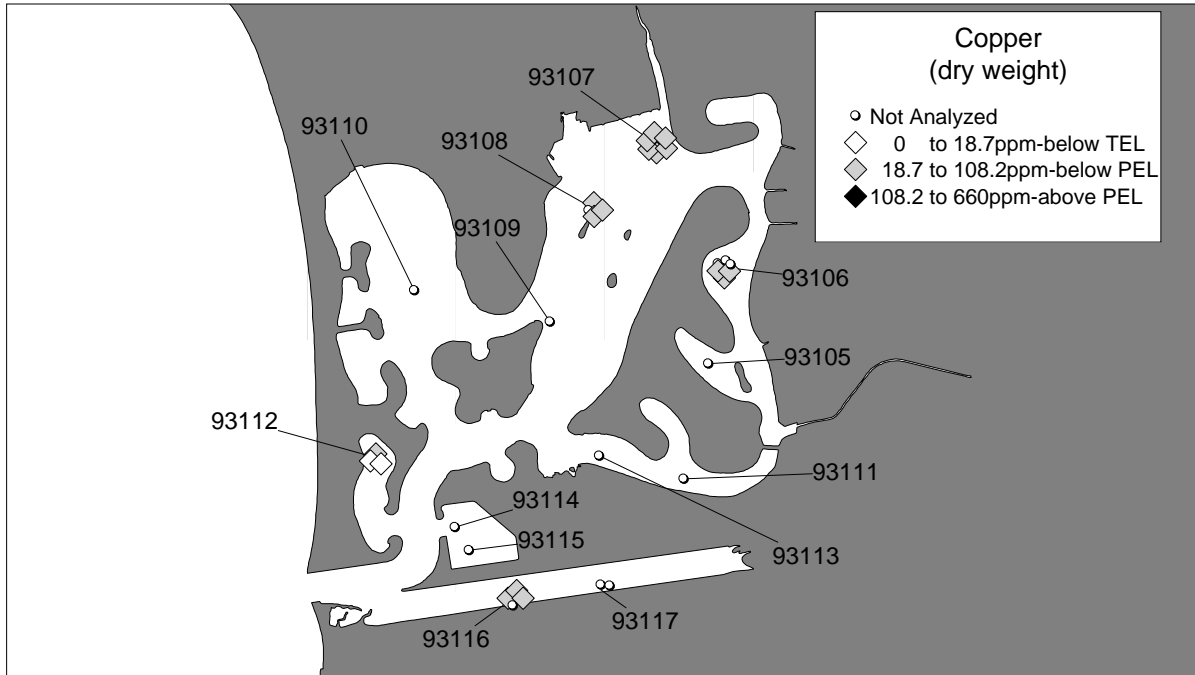 Copper
(dry weight)
Not Analyzed
0 to 18.7ppm-below TEL
18.7 to 108.2ppm-below PEL
108.2 to 660ppm-above PEL
93107
93110
93108
93109
93106
93105
93112
93111
93114
93115
93113
93117
93116